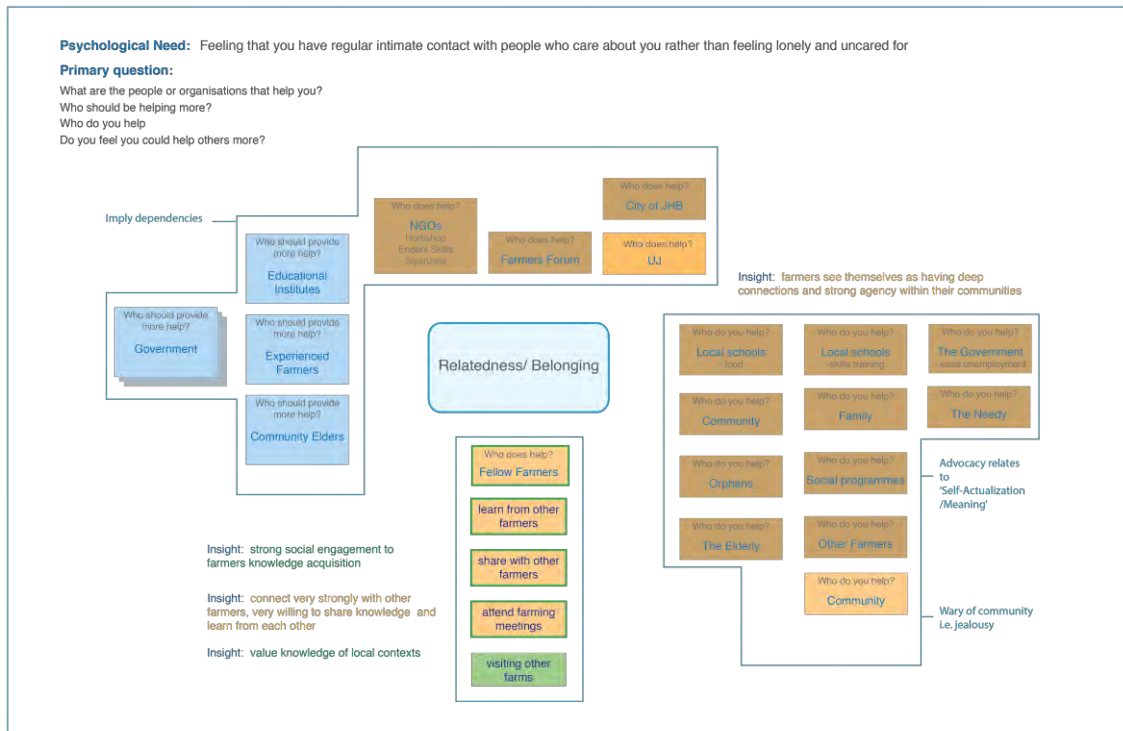 Psychological Need: Feeling that you have regular intimate contact with people who care about you rather than feeling lonely and uncared for
Primary question:
What are the people or organisations that help you?
Who should be helping more?
Who do you help
Do you feel you could help others more?
Imply dependencies
Who should provide
more help?
Government
Who should provide
more help?
Educational
Institutes
Who should provide
more help?
Experienced
Farmers
Who should provide
more help?
Community Elders
Who does help?
NGOs
Hortishop
Endeni Skills
Siyanzela
Who does help?
Farmers Forum
Who does help?
City of JHB
Who does help?
UJ
Relatedness/ Belonging
Insight: farmers see themselves as having deep
connections and strong agency within their communities
Who do you help?
Local schools
- food
Who do you help?
Local schools
-skills training
Who do you help?
The Government
- ease unemployment
Who do you help?
Community
Who do you help?
Family
Who do you help?
The Needy
Who do you help?
Orphans
Who do you help?
Social programmes
Who do you help?
The Elderly
Who do you help?
Other Farmers
Who do you help?
Community
Advocacy relates
to
'Self-Actualization
/Meaning'
Wary of community
i.e. jealousy
Who does help?
Fellow Farmers
learn from other
farmers
share with other
farmers
attend farming
meetings
visiting other
farms
Insight: strong social engagement to
farmers knowledge acquisition
Insight: connect very strongly with other
farmers, very willing to share knowledge and
learn from each other
Insight: value knowledge of local contexts